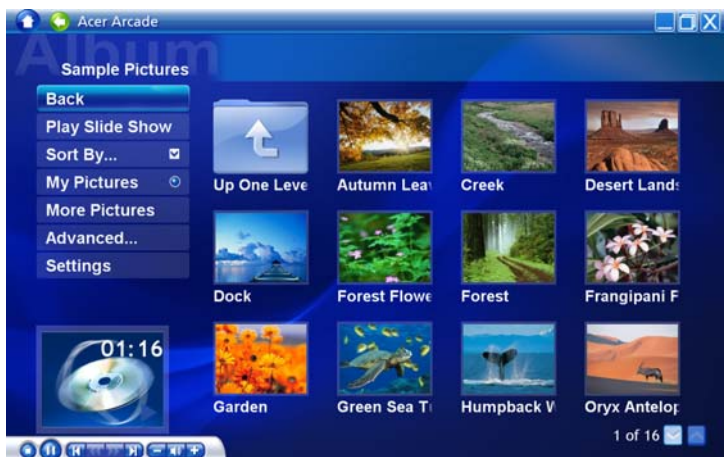 Acer Arcade
Album
Sample Pictures
Back
Play Slide Show
Sort By...
My Pictures
More Pictures
Advanced...
Settings
Up One Leve
Autumn Lea
Creek
Desert Lands
Dock
Forest Flowe
Forest
Frangipani F
Garden
Green Sea T
Humpback W
Oryx Antelop
01:16
1 of 16